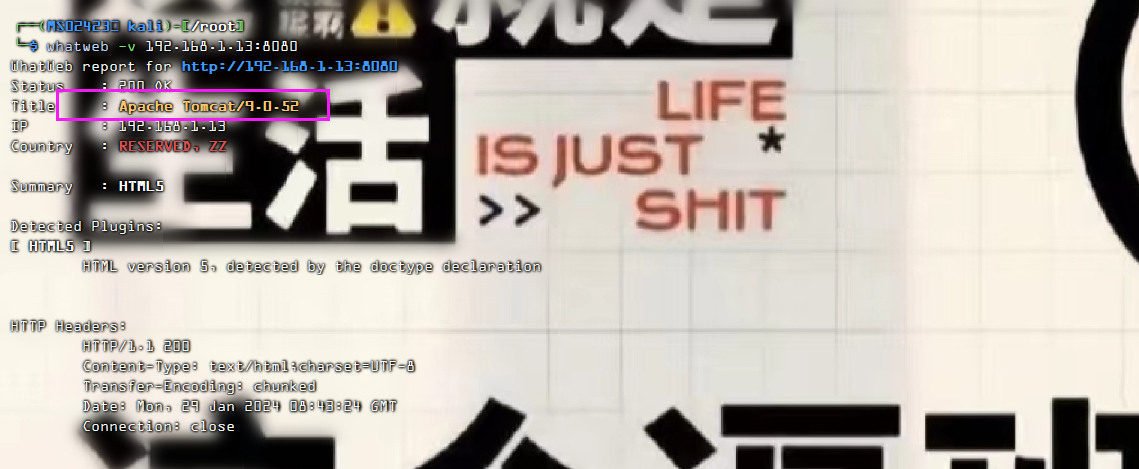 ┌──(MS02423㉿kali)-[/root]
└─$ whatweb -v 192.168.1.13:8080
WhatWeb report for http://192.168.1.13:8080
Status : 200 OK
Title : Apache Tomcat/9.0.52
IP : 192.168.1.13
Country : RESERVED, ZZ
Summary : HTML5
Detected Plugins:
[ HTML5 ]
HTML version 5, detected by the doctype declaration
HTTP Headers:
HTTP/1.1 200
Content-Type: text/html;charset=UTF-8
Transfer-Encoding: chunked
Date: Mon, 29 Jan 2024 08:43:24 GMT
Connection: close
就是
生活
LIFE
IS JUST *
>> SHIT